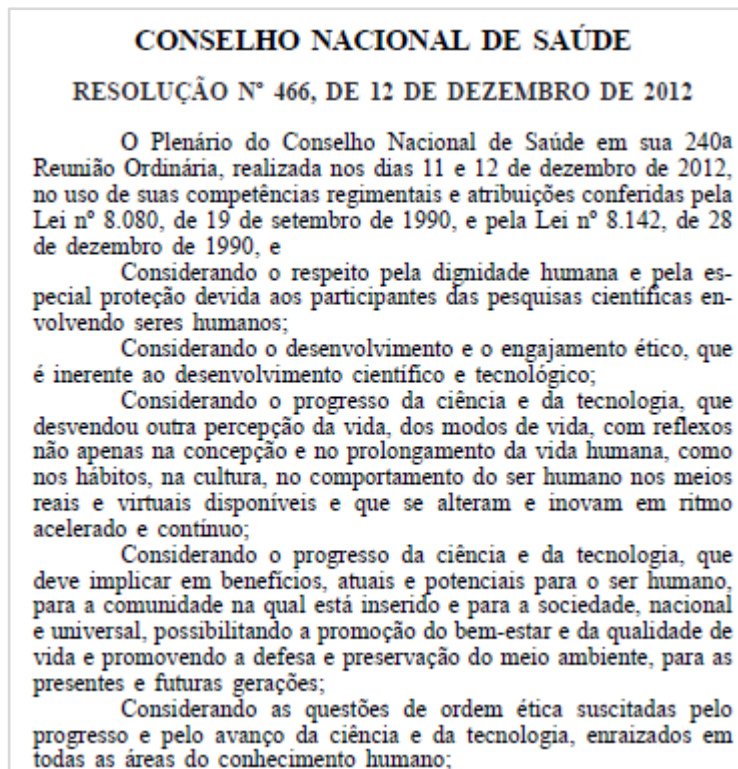 CONSELHO NACIONAL DE SAÚDE
RESOLUÇÃO Nº 466, DE 12 DE DEZEMBRO DE 2012
O Plenário do Conselho Nacional de Saúde em sua 240a
Reunião Ordinária, realizada nos dias 11 e 12 de dezembro de 2012,
no uso de suas competências regimentais e atribuições conferidas pela
Lei nº 8.080, de 19 de setembro de 1990, e pela Lei nº 8.142, de 28
de dezembro de 1990, e
Considerando o respeito pela dignidade humana e pela es-
pecial proteção devida aos participantes das pesquisas científicas en-
volvendo seres humanos;
Considerando o desenvolvimento e o engajamento ético, que
é inerente ao desenvolvimento científico e tecnológico;
Considerando o progresso da ciência e da tecnologia, que
desvendou outra percepção da vida, dos modos de vida, com reflexos
não apenas na concepção e no prolongamento da vida humana, como
nos hábitos, na cultura, no comportamento do ser humano nos meios
reais e virtuais disponíveis e que se alteram e inovam em ritmo
acelerado e contínuo;
Considerando o progresso da ciência e da tecnologia, que
deve implicar em benefícios, atuais e potenciais para o ser humano,
para a comunidade na qual está inserido e para a sociedade, nacional
e universal, possibilitando a promoção do bem-estar e da qualidade de
vida e promovendo a defesa e preservação do meio ambiente, para as
presentes e futuras gerações;
Considerando as questões de ordem ética suscitadas pelo
progresso e pelo avanço da ciência e da tecnologia, enraizados em
todas as áreas do conhecimento humano;